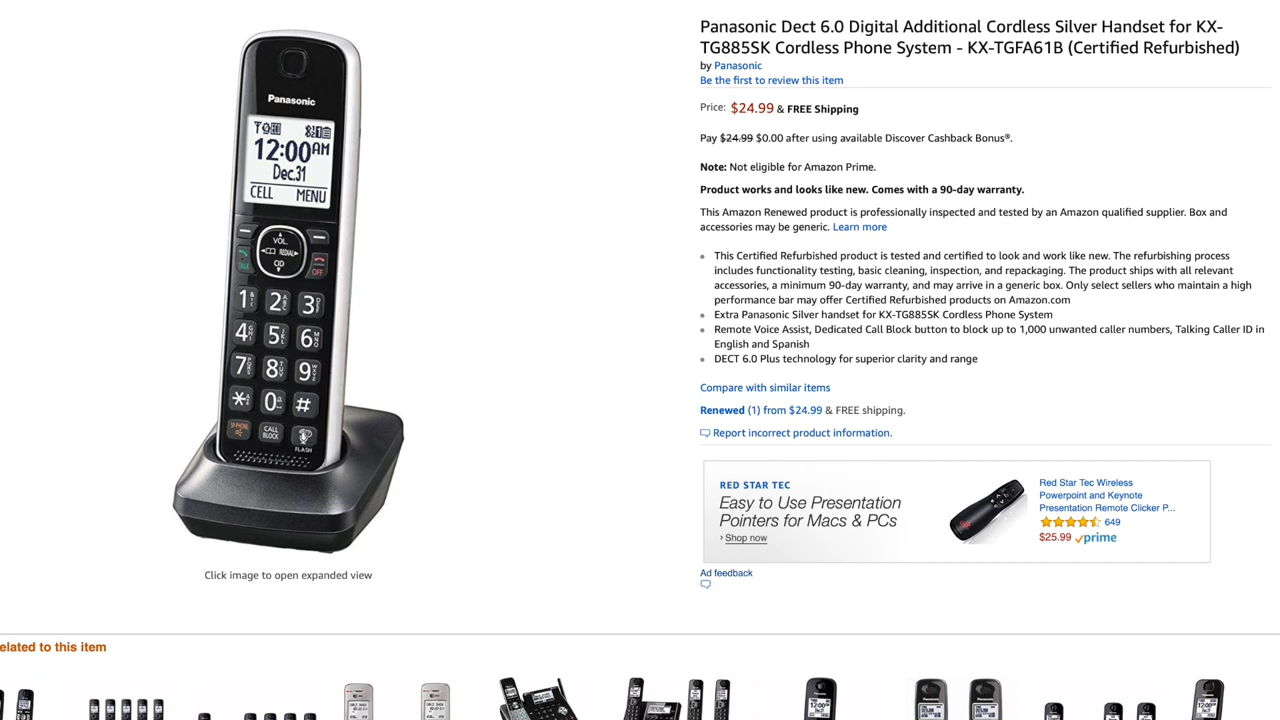 Panasonic Dect 6.0 Digital Additional Cordless Silver Handset for KX-
TG885SK Cordless Phone System - KX-TGFA61B (Certified Refurbished)
by Panasonic
Be the first to review this item
Price: $24.99 & FREE Shipping
Pay $24.99 $0.00 after using available Discover Cashback Bonus®.
Note: Not eligible for Amazon Prime.
Product works and looks like new. Comes with a 90-day warranty.
This Amazon Renewed product is professionally inspected and tested by an Amazon qualified supplier. Box and
accessories may be generic. Learn more
This Certified Refurbished product is tested and certified to look and work like new. The refurbishing process
includes functionality testing, basic cleaning, inspection, and repackaging. The product ships with all relevant
accessories, a minimum 90-day warranty, and may arrive in a generic box. Only select sellers who maintain a high
performance bar may offer Certified Refurbished products on Amazon.com
Extra Panasonic Silver handset for KX-TG885SK Cordless Phone System
Remote Voice Assist, Dedicated Call Block button to block up to 1,000 unwanted caller numbers, Talking Caller ID in
English and Spanish
DECT 6.0 Plus technology for superior clarity and range
Compare with similar items
Renewed (1) from $24.99 & FREE shipping.
Report incorrect product information.
RED STAR TEC
Easy to Use Presentation
Pointers for Macs & PCs
› Shop now
Red Star Tec Wireless
Powerpoint and Keynote
Presentation Remote Clicker P...
649
$25.99 prime
Ad feedback
Panasonic
12:00AM
Dec.31
CELL MENU
VOL.
REDIAL
CID
TALK
OFF
1 2 ABC 3
4 5 6
7 8 9
* 0 #
SP-PHONE CALL BLOCK
FLASH
Click image to open expanded view
elated to this item